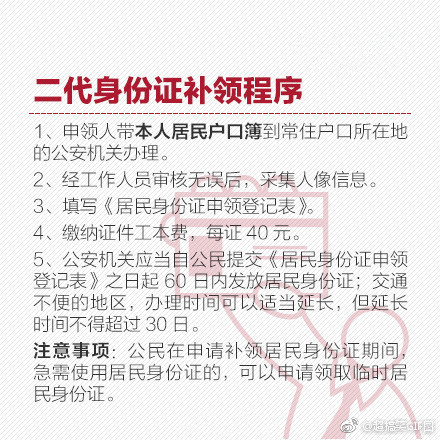 二代身份证补领程序
1、申领人带本人居民户口簿到常住户口所在地
的公安机关办理。
2、经工作人员审核无误后，采集人像信息。
3、填写《居民身份证申领登记表》。
4、缴纳证件工本费，每证 40 元。
5、公安机关应当自公民提交《居民身份证申领
登记表》之日起 60 日内发放居民身份证；交通
不便的地区，办理时间可以适当延长，但延长
时间不得超过 30 日。
注意事项：公民在申请补领居民身份证期间，
急需使用居民身份证的，可以申请领取临时居
民身份证。